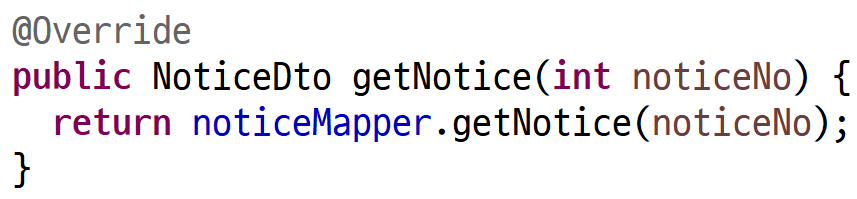 @Override
public NoticeDto getNotice(int noticeNo) {
  return noticeMapper.getNotice(noticeNo);
}